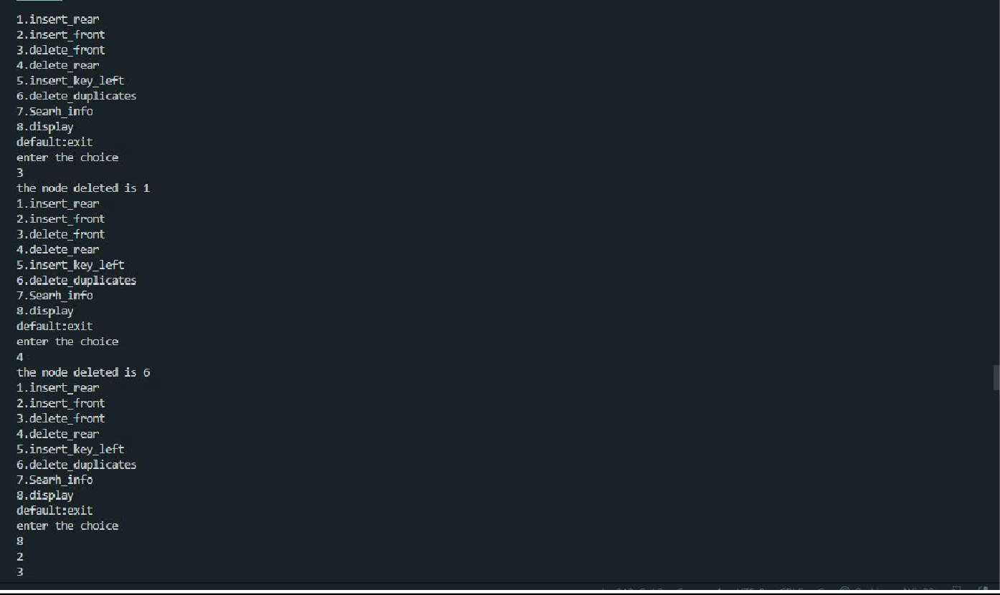 1.insert_rear
2.insert_front
3.delete_front
4.delete_rear
5.insert_key_left
6.delete_duplicates
7.Searh_info
8.display
default:exit
enter the choice
3
the node deleted is 1
1.insert_rear
2.insert_front
3.delete_front
4.delete_rear
5.insert_key_left
6.delete_duplicates
7.Searh_info
8.display
default:exit
enter the choice
4
the node deleted is 6
1.insert_rear
2.insert_front
3.delete_front
4.delete_rear
5.insert_key_left
6.delete_duplicates
7.Searh_info
8.display
default:exit
enter the choice
8
2
3